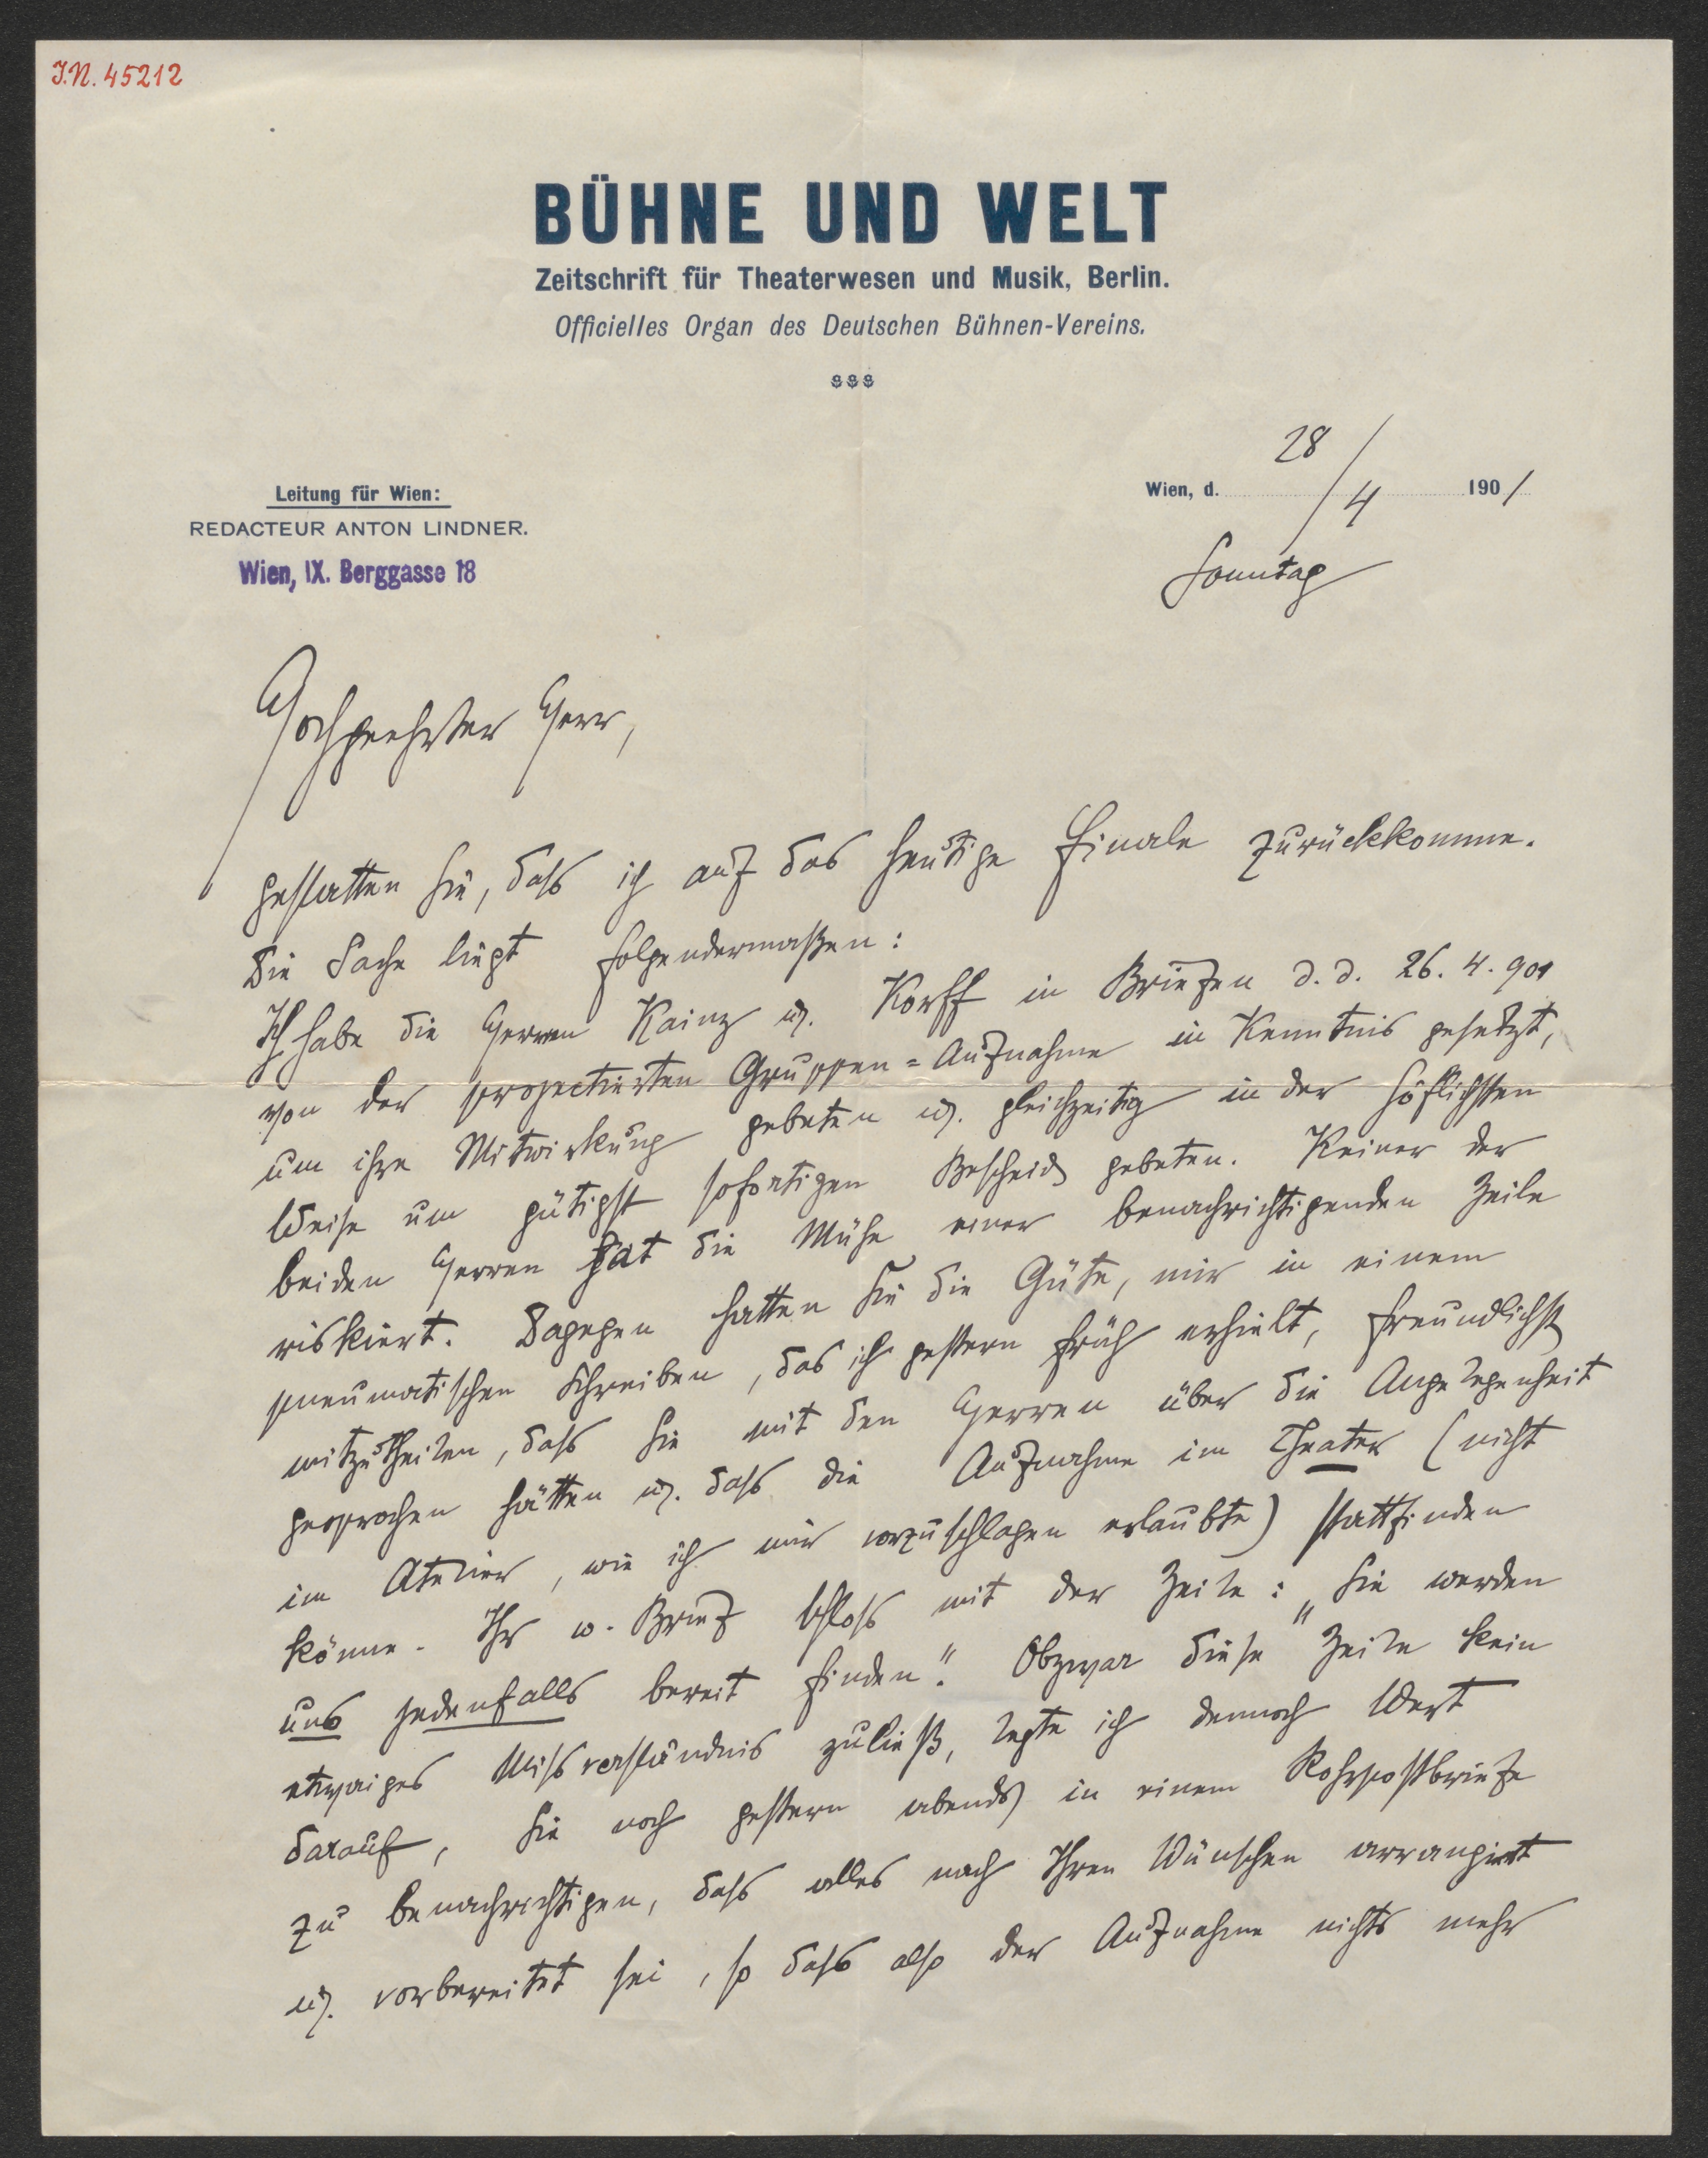 I.N. 45212
BÜHNE UND WELT
Zeitschrift für Theaterwesen und Musik, Berlin.
Officielles Organ des Deutschen Bühnen-Vereins.
Leitung für Wien:
REDACTEUR ANTON LINDNER.
Wien, IX. Berggasse 18
Wien, d. 28/4 1901
Sonntag
Hochgeehrter Herr,
gestatten Sie, dass ich auf das heutige Finale zurückkomme.
Die Sache liegt folgendermaßen:
Ich habe die Herren Kainz u. Korff in Briefen d. d. 26. 4. 901
von der projectierten Gruppen=Aufnahme in Kenntnis gesetzt,
um ihre Mitwirkung gebeten u. gleichzeitig in der höflichsten
Weise um gütigst sofortigen Bescheid gebeten. Keiner der
beiden Herren hat die Mühe einer benachrichtigenden Zeile
riskiert. Dagegen hatten Sie die Güte, mir in einem
pneumatischen Schreiben, das ich gestern früh erhielt, freundlichst
mitzutheilen, dass Sie mit den Herren über die Angelegenheit
gesprochen hätten u. dass die Aufnahme im Theater (nicht
im Atelier, wie ich mir vorzuschlagen erlaubte) stattfinden
könne. Ihr w. Brief schloss mit der Zeile: „Sie werden
uns jedenfalls bereit finden“. Obzwar diese Zeile kein
etwaiges Missverständnis zuließ, legte ich dennoch Wert
darauf, Sie noch gestern abends in einem Rohrpostbriefe
zu benachrichtigen, dass alles nach Ihren Wünschen arrangirt
u. vorbereitet sei, so dass also der Aufnahme nichts mehr